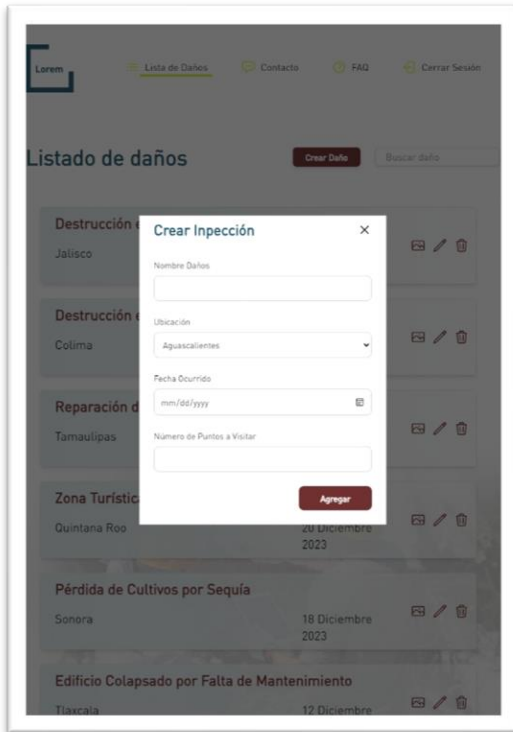 Lorem
Lista de Daños
Contacto
FAQ
Cerrar Sesión
Listado de daños
Crear Daño
Buscar daño
Destrucción
Jalisco
Crear Inpección
Nombre Daños
Ubicación
Aguascalientes
Fecha Ocurrido
mm/dd/yyyy
Número de Puntos a Visitar
Agregar
Destrucción
Colima
Reparación d
Tamaulipas
Zona Turístic
Quintana Roo
20 Diciembre
2023
Pérdida de Cultivos por Sequía
Sonora
18 Diciembre
2023
Edificio Colapsado por Falta de Mantenimiento
Tlaxcala
12 Diciembre